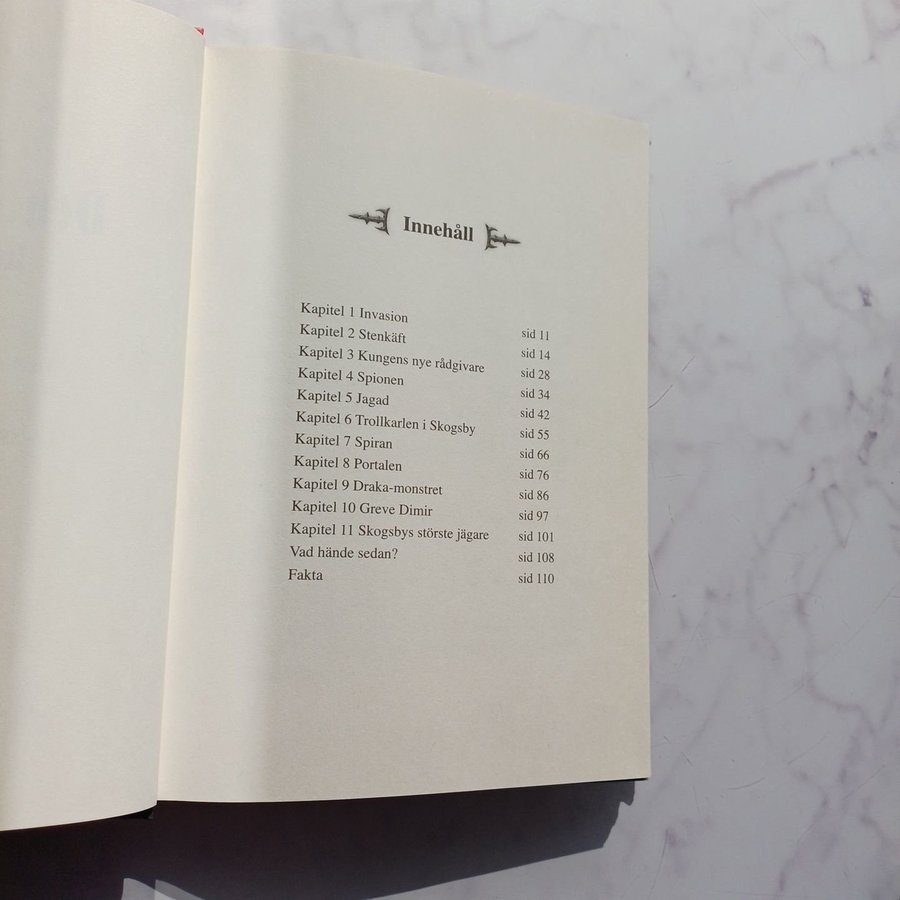 Innehåll
Kapitel 1 Invasion sid 11
Kapitel 2 Stenkäft sid 14
Kapitel 3 Kungens nye rådgivare sid 28
Kapitel 4 Spionen sid 34
Kapitel 5 Jagad sid 42
Kapitel 6 Trollkarlen i Skogsby sid 55
Kapitel 7 Spiran sid 66
Kapitel 8 Portalen sid 76
Kapitel 9 Draka-monstret sid 86
Kapitel 10 Greve Dimir sid 97
Kapitel 11 Skogsbys störste jägare sid 101
Vad hände sedan? sid 108
Fakta sid 110